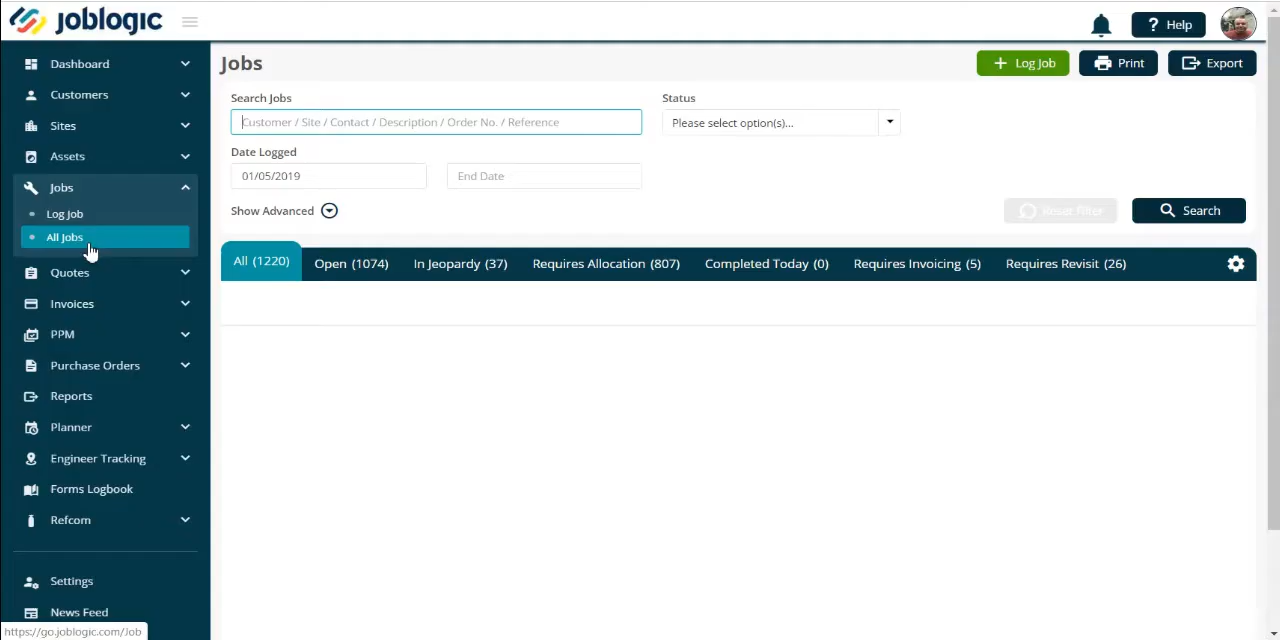 joblogic
? Help
Dashboard
Customers
Sites
Assets
Jobs
Log Job
All Jobs
Quotes
Invoices
PPM
Purchase Orders
Reports
Planner
Engineer Tracking
Forms Logbook
Refcom
Settings
News Feed
https://go.joblogic.com/Job
Jobs
+ Log Job
Print
Export
Search Jobs
Customer / Site / Contact / Description / Order No. / Reference
Status
Please select option(s)...
Date Logged
01/05/2019
End Date
Show Advanced
Reset Filter
Search
All (1220)
Open (1074)
In Jeopardy (37)
Requires Allocation (807)
Completed Today (0)
Requires Invoicing (5)
Requires Revisit (26)